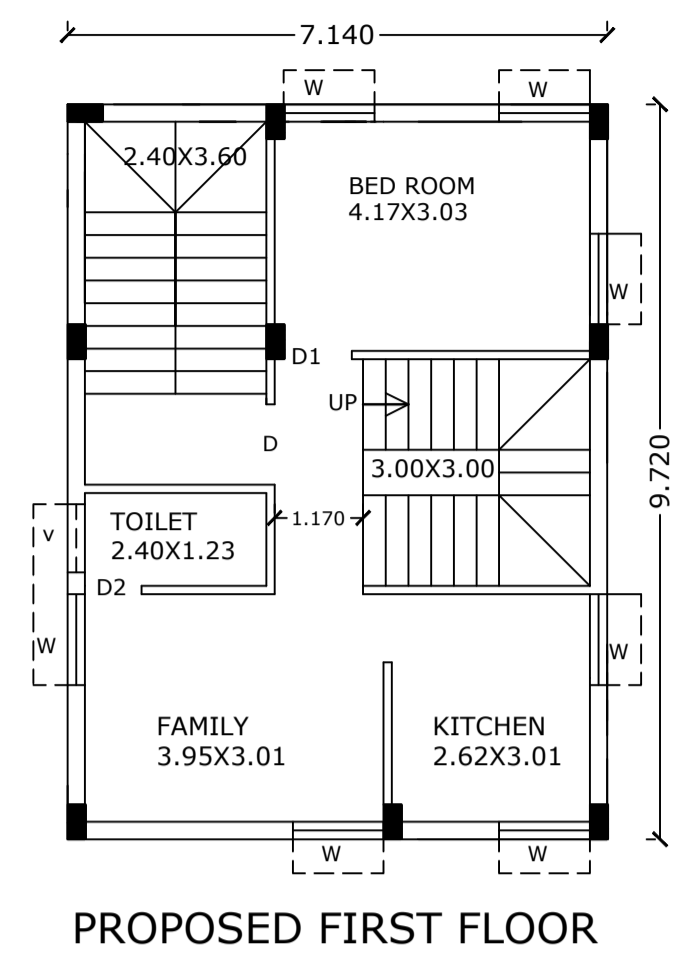 7.140
W
W
2.40X3.60
BED ROOM
4.17X3.03
W
D1
UP
D
3.00X3.00
9.720
TOILET
2.40X1.23
1.170
v
D2
W
W
FAMILY
3.95X3.01
KITCHEN
2.62X3.01
W
W
PROPOSED FIRST FLOOR